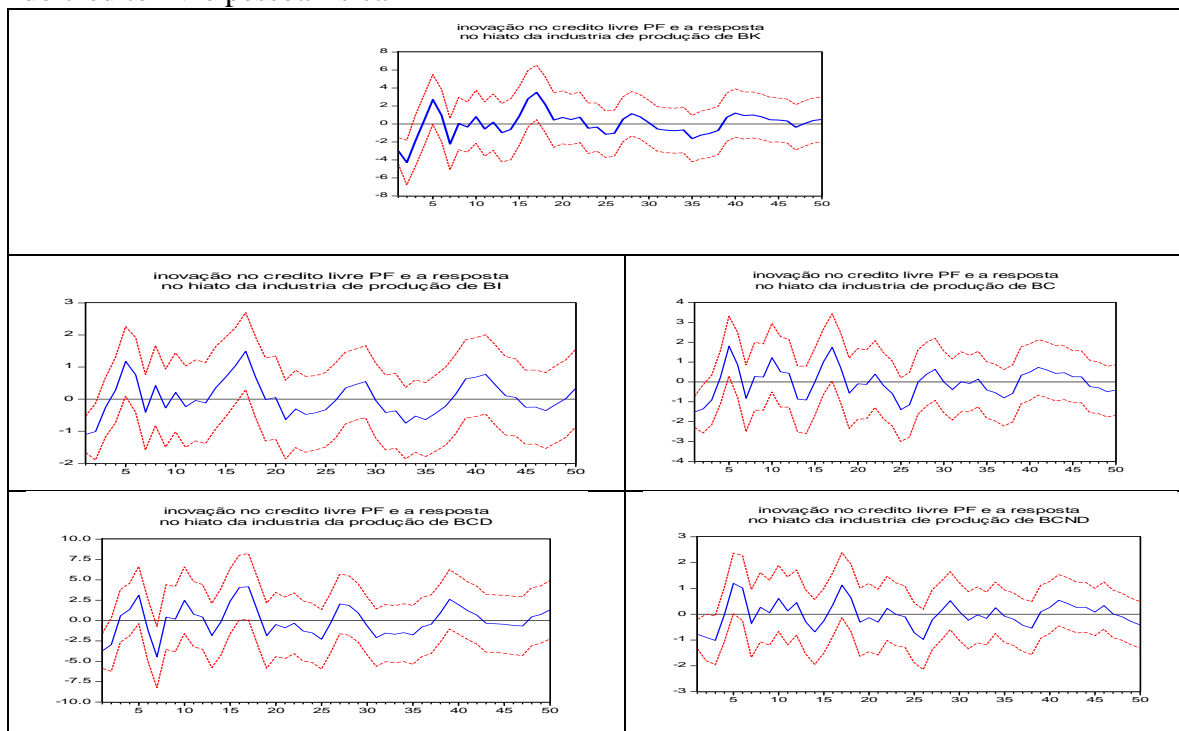 inovação no credito livre PF e a resposta
no hiato da industria de produção de BK
8
6
4
2
0
-2
-4
-6
-8
5 10 15 20 25 30 35 40 45 50
inovação no credito livre PF e a resposta
no hiato da industria de produção de BI
3
2
1
0
-1
-2
5 10 15 20 25 30 35 40 45 50
inovação no credito livre PF e a resposta
no hiato da industria de produção de BC
4
3
2
1
0
-1
-2
-3
-4
5 10 15 20 25 30 35 40 45 50
inovação no credito livre PF e a resposta
no hiato da industria da produção de BCD
10.0
7.5
5.0
2.5
0.0
-2.5
-5.0
-7.5
-10.0
5 10 15 20 25 30 35 40 45 50
inovação no credito livre PF e a resposta
no hiato da industria de produção de BCND
3
2
1
0
-1
-2
-3
5 10 15 20 25 30 35 40 45 50